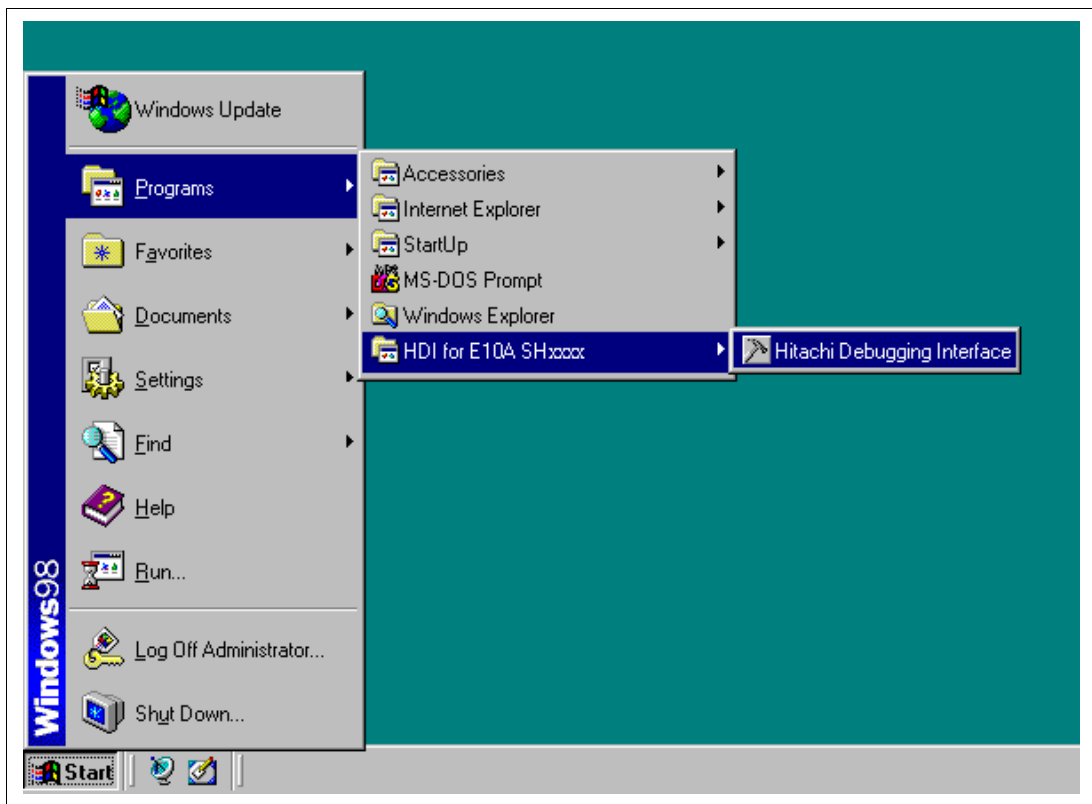 Windows Update
Programs
Accessories
Internet Explorer
StartUp
MS-DOS Prompt
Windows Explorer
HDI for E10A SHxxxx
Hitachi Debugging Interface
Favorites
Documents
Settings
Find
Help
Run...
Log Off Administrator...
Shut Down...
Windows98
Start